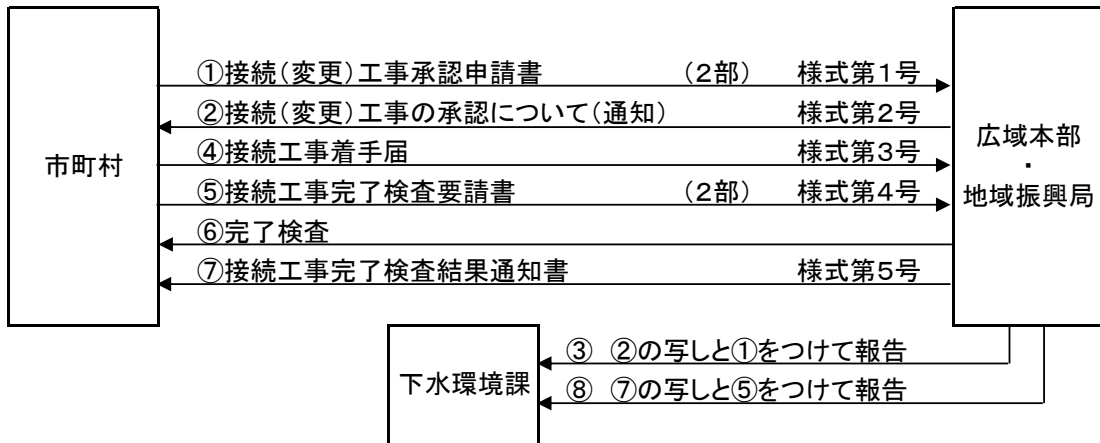 ①接続（変更）工事承認申請書　（２部）　様式第１号
②接続（変更）工事の承認について（通知）　様式第２号
④接続工事着手届　様式第３号
⑤接続工事完了検査要請書　（２部）　様式第４号
⑥完了検査
⑦接続工事完了検査結果通知書　様式第５号
市町村
広域本部
・
地域振興局
③　②の写しと①をつけて報告
⑧　⑦の写しと⑤をつけて報告
下水環境課